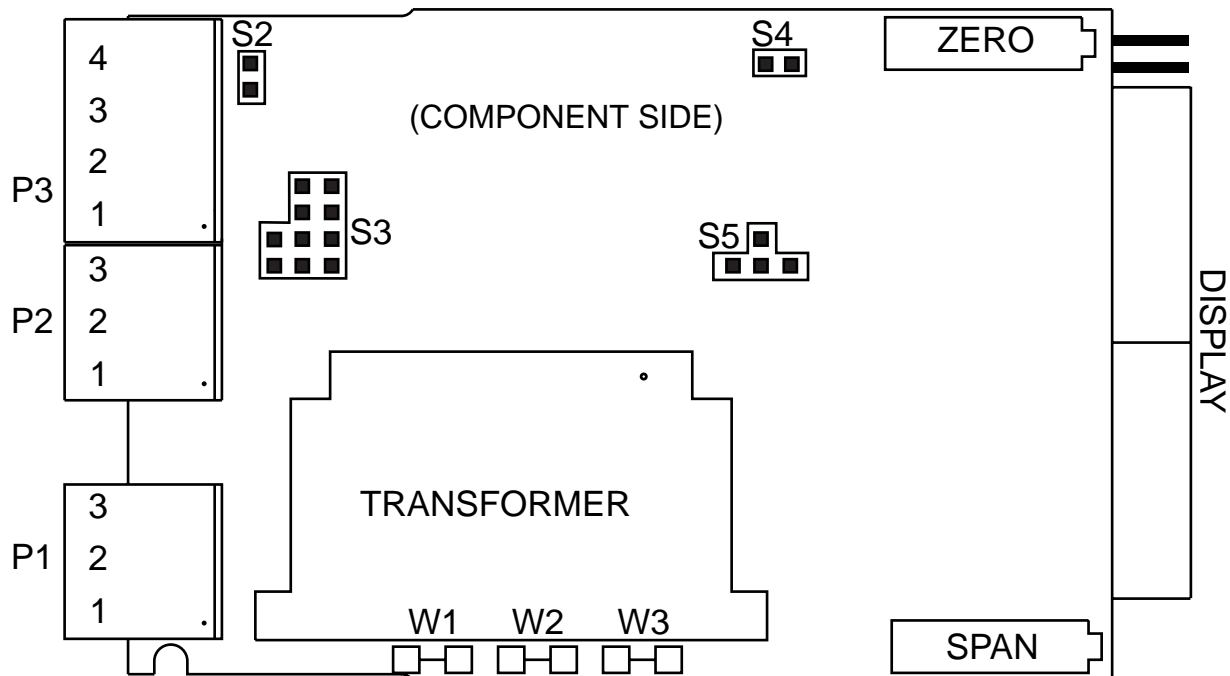 S2
S4
ZERO
4
3
2
1
P3
(COMPONENT SIDE)
S3
S5
3
2
1
P2
DISPLAY
TRANSFORMER
3
2
1
P1
W1 W2 W3
SPAN